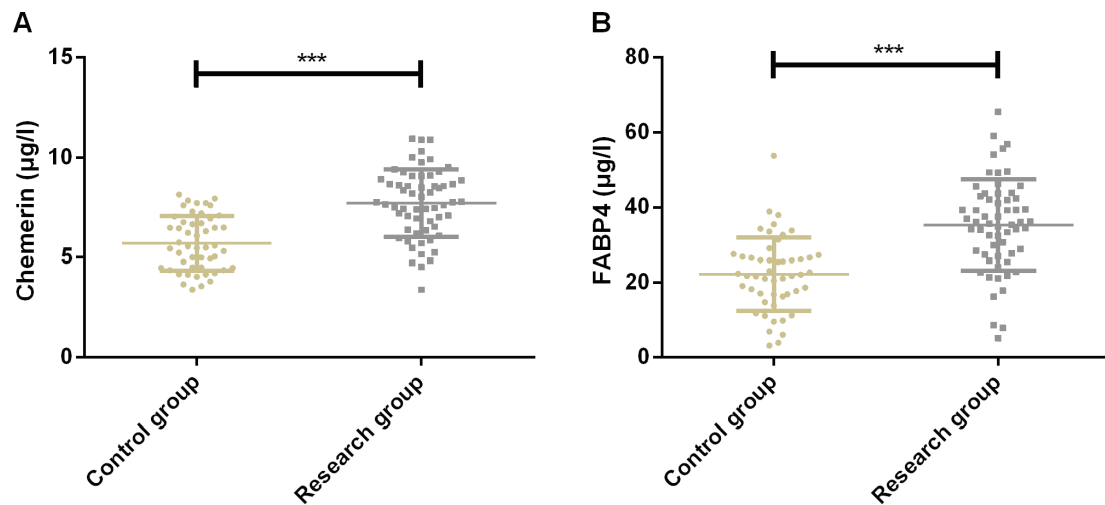 A
Chemerin (µg/l)
15
10
5
0
***
Control group
Research group
B
FABP4 (µg/l)
80
60
40
20
0
***
Control group
Research group